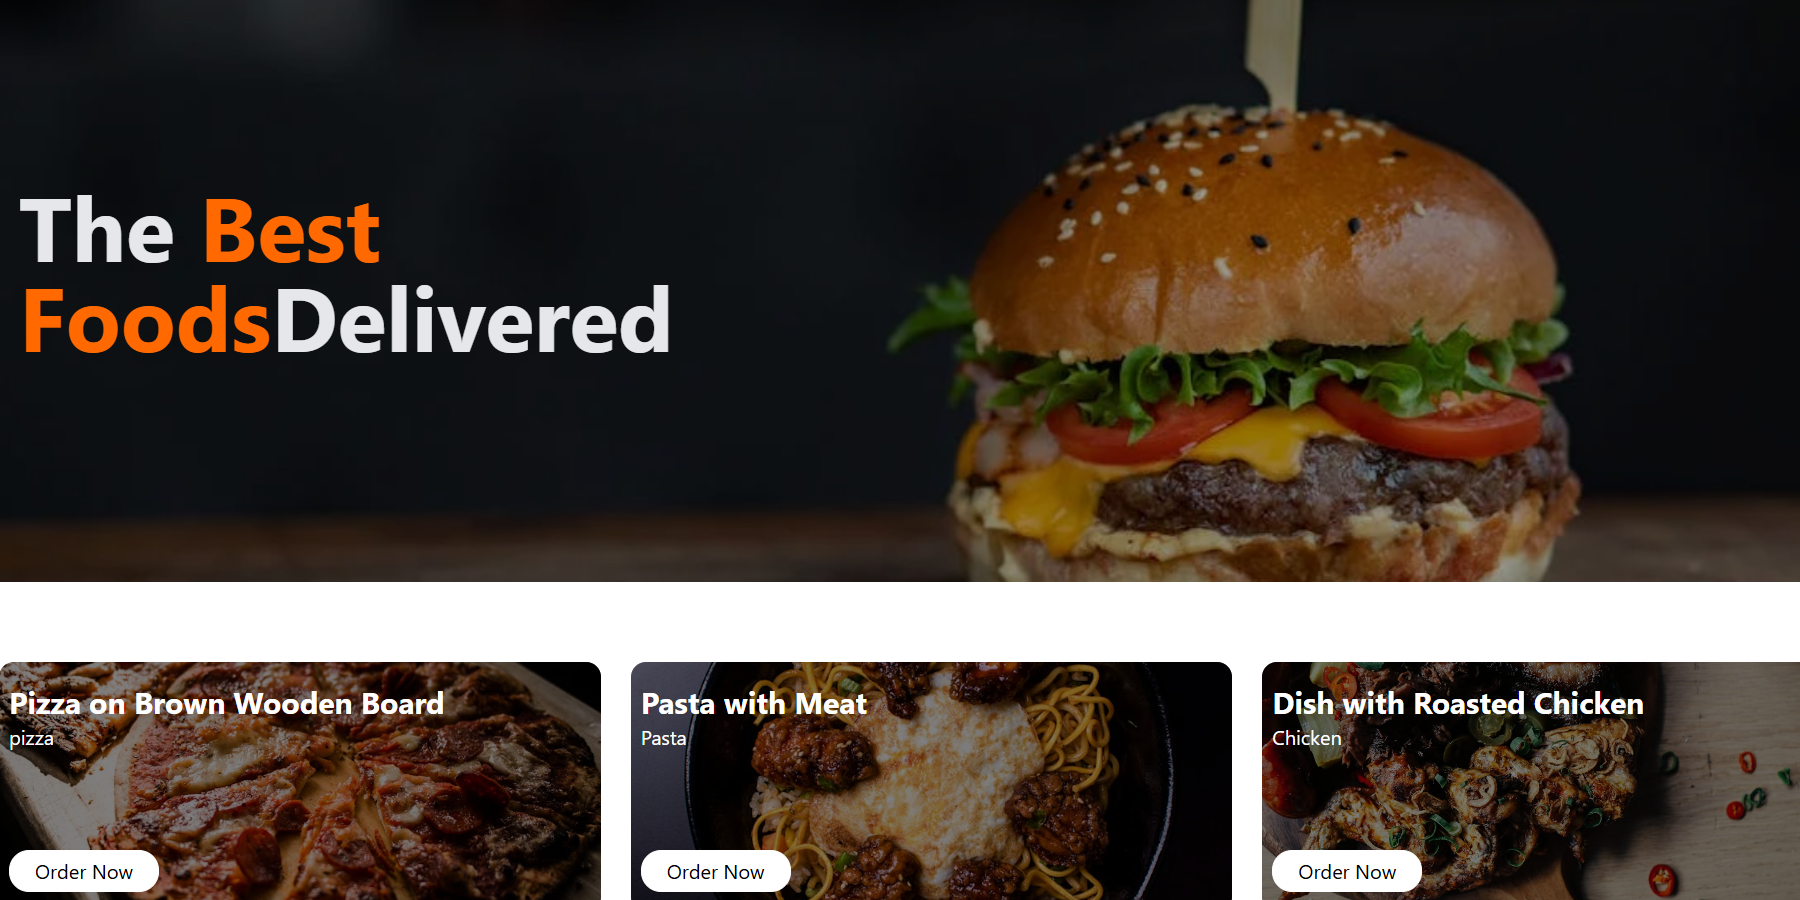 The Best
FoodsDelivered
Pizza on Brown Wooden Board
pizza
Order Now
Pasta with Meat
Pasta
Order Now
Dish with Roasted Chicken
Chicken
Order Now